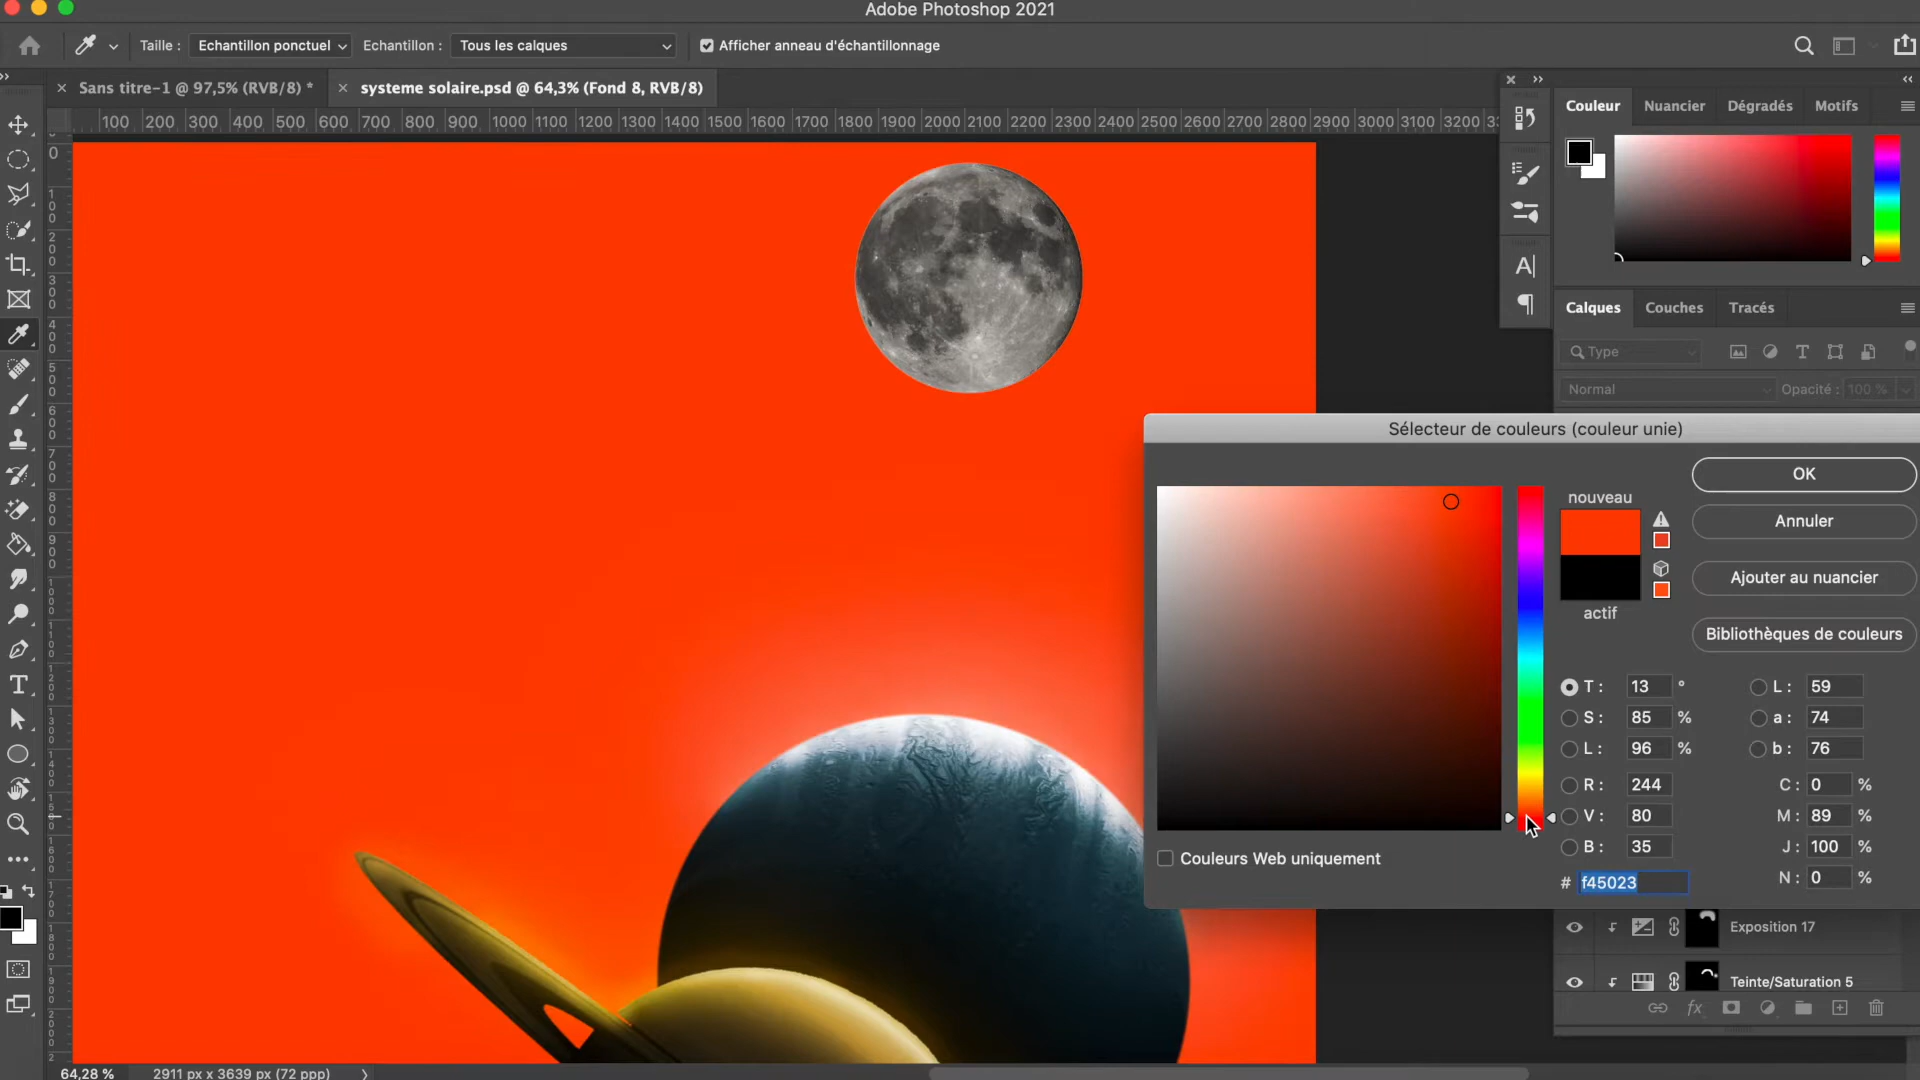 Adobe Photoshop 2021
Taille : Echantillon ponctuel Echantillon : Tous les calques Afficher anneau d'échantillonnage
Sans titre-1 @ 97,5% (RVB/8) * systeme solaire.psd @ 64,3% (Fond 8, RVB/8)
100 200 300 400 500 600 700 800 900 1000 1100 1200 1300 1400 1500 1600 1700 1800 1900 2000 2100 2200 2300 2400 2500 2600 2700 2800 2900 3000 3100 3200
Couleur Nuancier Dégradés Motifs
Calques Couches Tracés
Type
Normal Opacité : 100 %
Sélecteur de couleurs (couleur unie)
nouveau
actif
OK
Annuler
Ajouter au nuancier
Bibliothèques de couleurs
T : 13 ° L : 59
S : 85 % a : 74
L : 96 % b : 76
R : 244 C : 0 %
V : 80 M : 89 %
B : 35 J : 100 %
# f45023 N : 0 %
Couleurs Web uniquement
Exposition 17
Teinte/Saturation 5
64,28 % 2911 px x 3639 px (72 ppp)